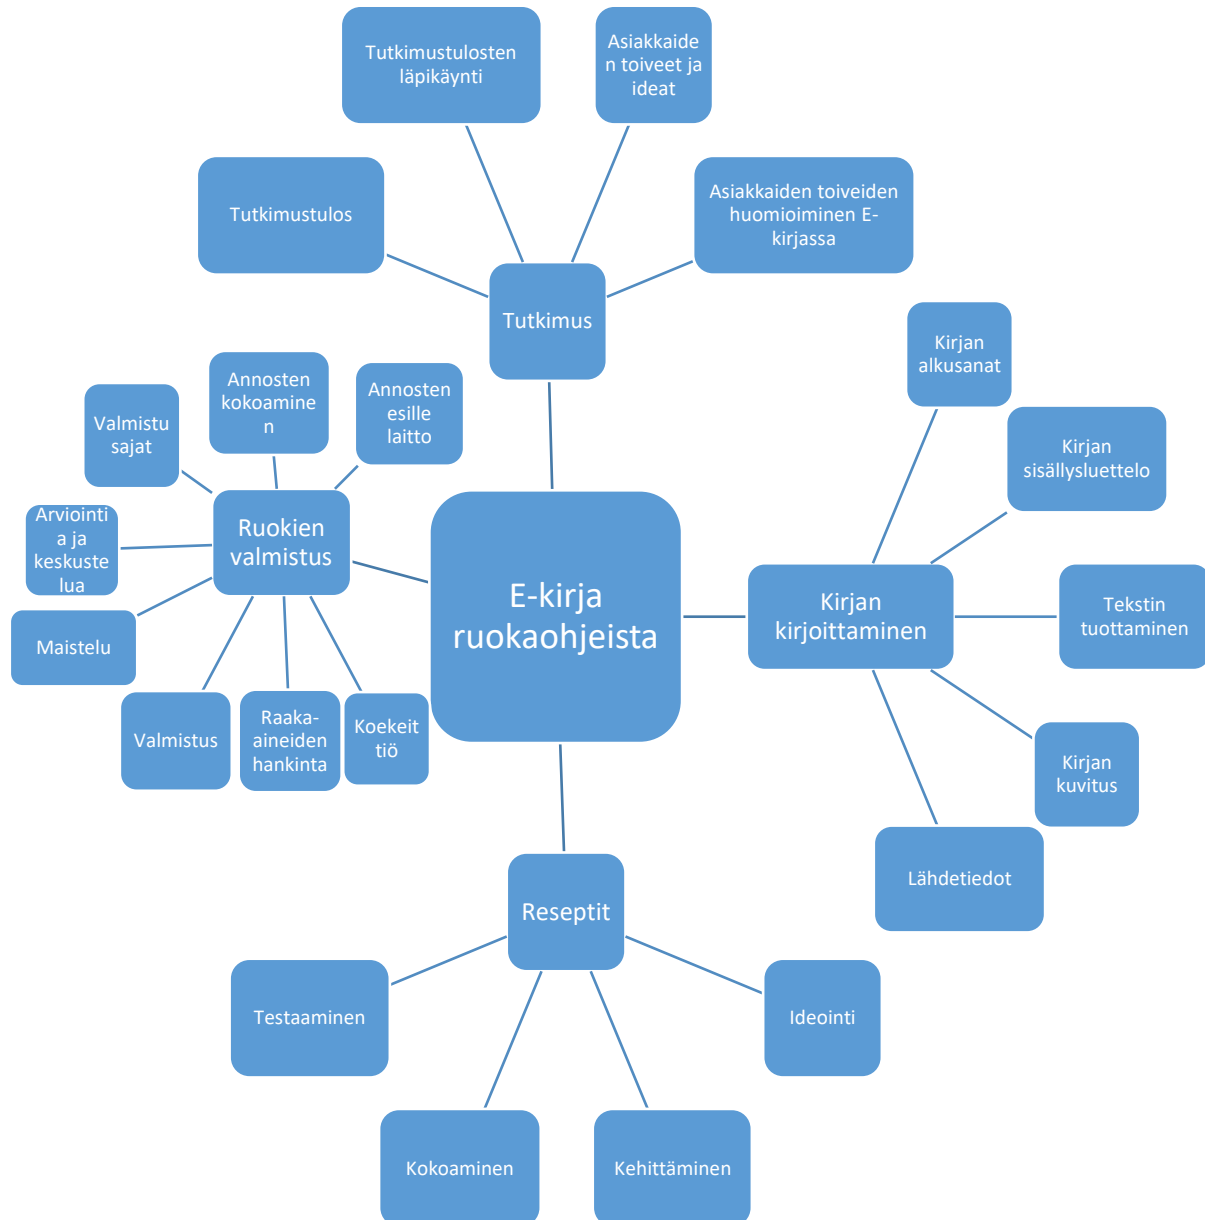 Tutkimustulosten
läpikäynti
Asiakkaide
n toiveet ja
ideat
Tutkimustulos
Asiakkaiden toiveiden
huomioiminen E-
kirjassa
Tutkimus
Kirjan
alkusanat
Annosten
kokoamine
n
Annosten
esille
laitto
Valmistu
sajat
Kirjan
sisällysluettelo
Arviointi
a ja
keskuste
lua
Ruokien
valmistus
E-kirja
ruokaohjeista
Kirjan
kirjoittaminen
Tekstin
tuottaminen
Maistelu
Valmistus
Raaka-
aineiden
hankinta
Koekeit
tiö
Kirjan
kuvitus
Lähdetiedot
Reseptit
Testaaminen
Ideointi
Kokoaminen
Kehittäminen